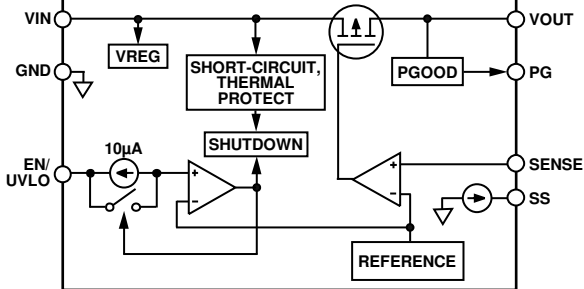 VIN
VOUT
VREG
GND
SHORT-CIRCUIT,
THERMAL
PROTECT
PGOOD
PG
SHUTDOWN
10µA
EN/
UVLO
+
−
+
−
SENSE
SS
REFERENCE